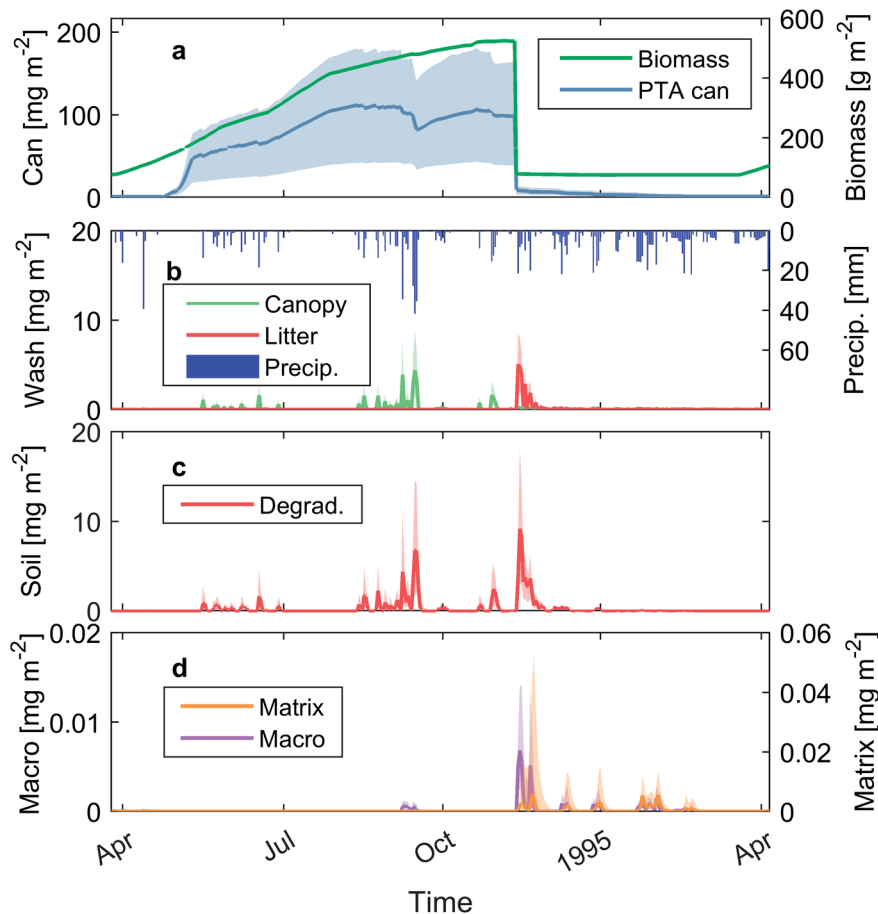 a
Can [mg m-2]
200
100
0
Biomass
PTA can
600
400
200
0
Biomass [g m-2]
b
Wash [mg m-2]
20
10
0
Canopy
Litter
Precip.
0
20
40
60
Precip. [mm]
c
Soil [mg m-2]
20
10
0
Degrad.
d
Macro [mg m-2]
0.02
0.01
0
Matrix
Macro
0.06
0.04
0.02
0
Matrix [mg m-2]
Apr
Jul
Oct
1995
Apr
Time